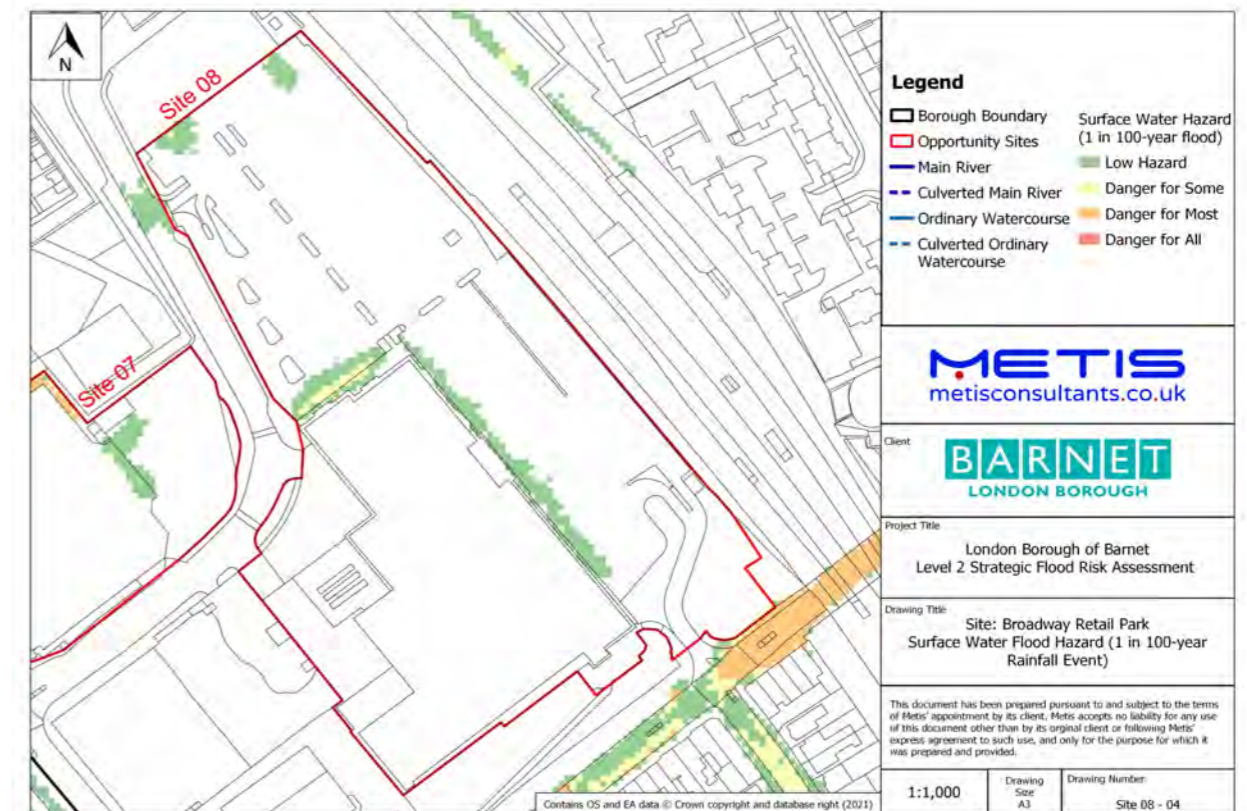 N
Site 08
Site 07
Contains OS and EA data © Crown copyright and database right (2021)
Legend
Borough Boundary
Opportunity Sites
Main River
Culverted Main River
Ordinary Watercourse
Culverted Ordinary
Watercourse
Surface Water Hazard
(1 in 100-year flood)
Low Hazard
Danger for Some
Danger for Most
Danger for All
METIS
metisconsultants.co.uk
Client
BARNET
LONDON BOROUGH
Project Title
London Borough of Barnet
Level 2 Strategic Flood Risk Assessment
Drawing Title
Site: Broadway Retail Park
Surface Water Flood Hazard (1 in 100-year
Rainfall Event)
This document has been prepared pursuant to and subject to the terms
of Metis' appointment by its client. Metis accepts no liability for any use
of this document other than by its orginal client or following Metis'
express agreement to such use, and only for the purpose for which it
was prepared and provided.
1:1,000
Drawing
Size
A3
Drawing Number:
Site 08 - 04